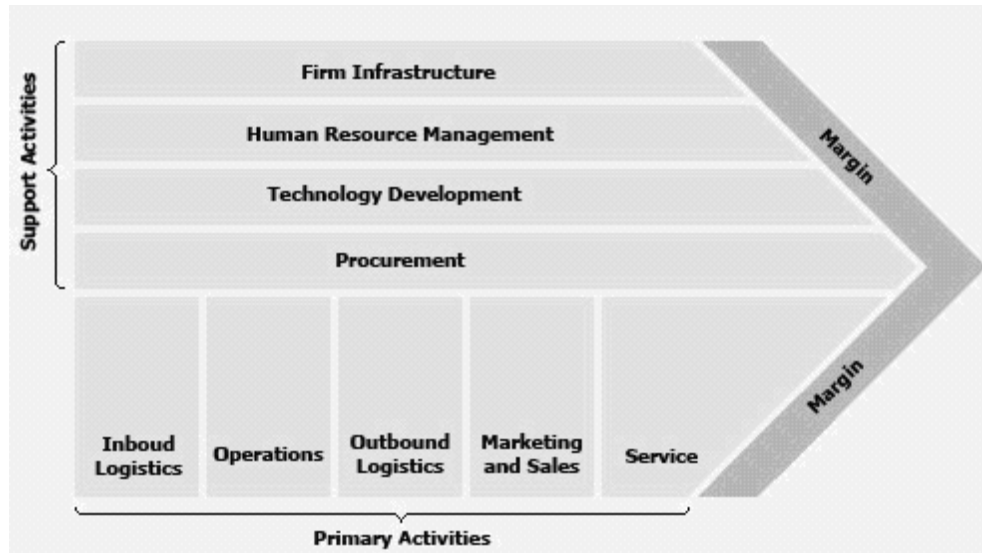 Support Activities
Firm Infrastructure
Human Resource Management
Technology Development
Procurement
Margin
Margin
Inboud
Logistics
Operations
Outbound
Logistics
Marketing
and Sales
Service
Primary Activities